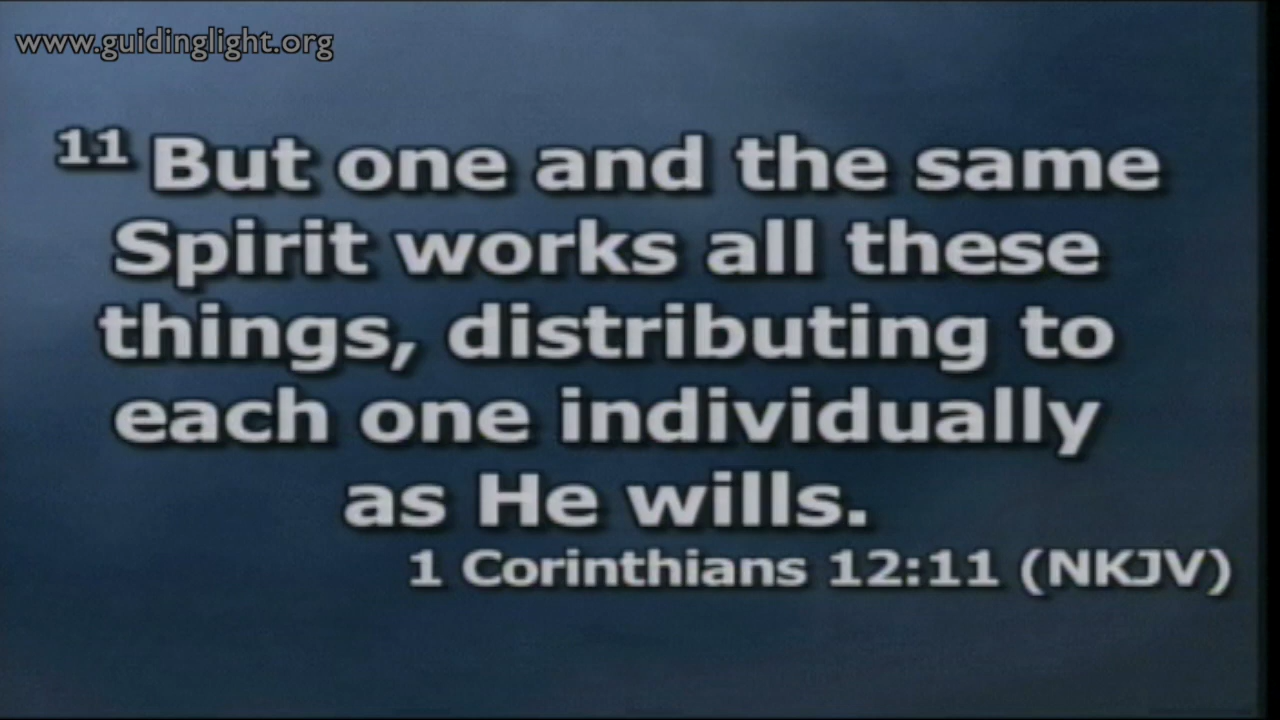 www.guidinglight.org
11 But one and the same
Spirit works all these
things, distributing to
each one individually
as He wills.
1 Corinthians 12:11 (NKJV)